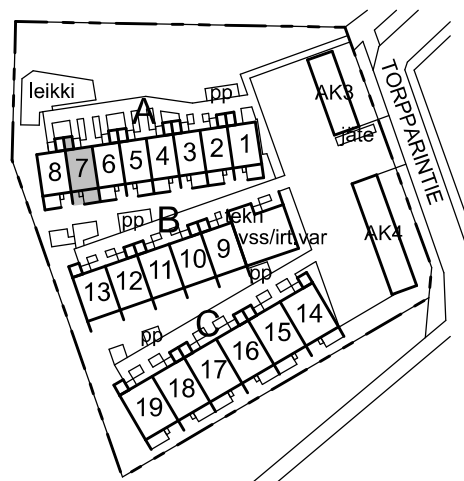 leikki
A
pp
AK3
TORPPARINTIE
jäte
8 7 6 5 4 3 2 1
pp
B
tekn
vss/irt.var
AK4
13 12 11 10 9
pp
C
pp
19 18 17 16 15 14